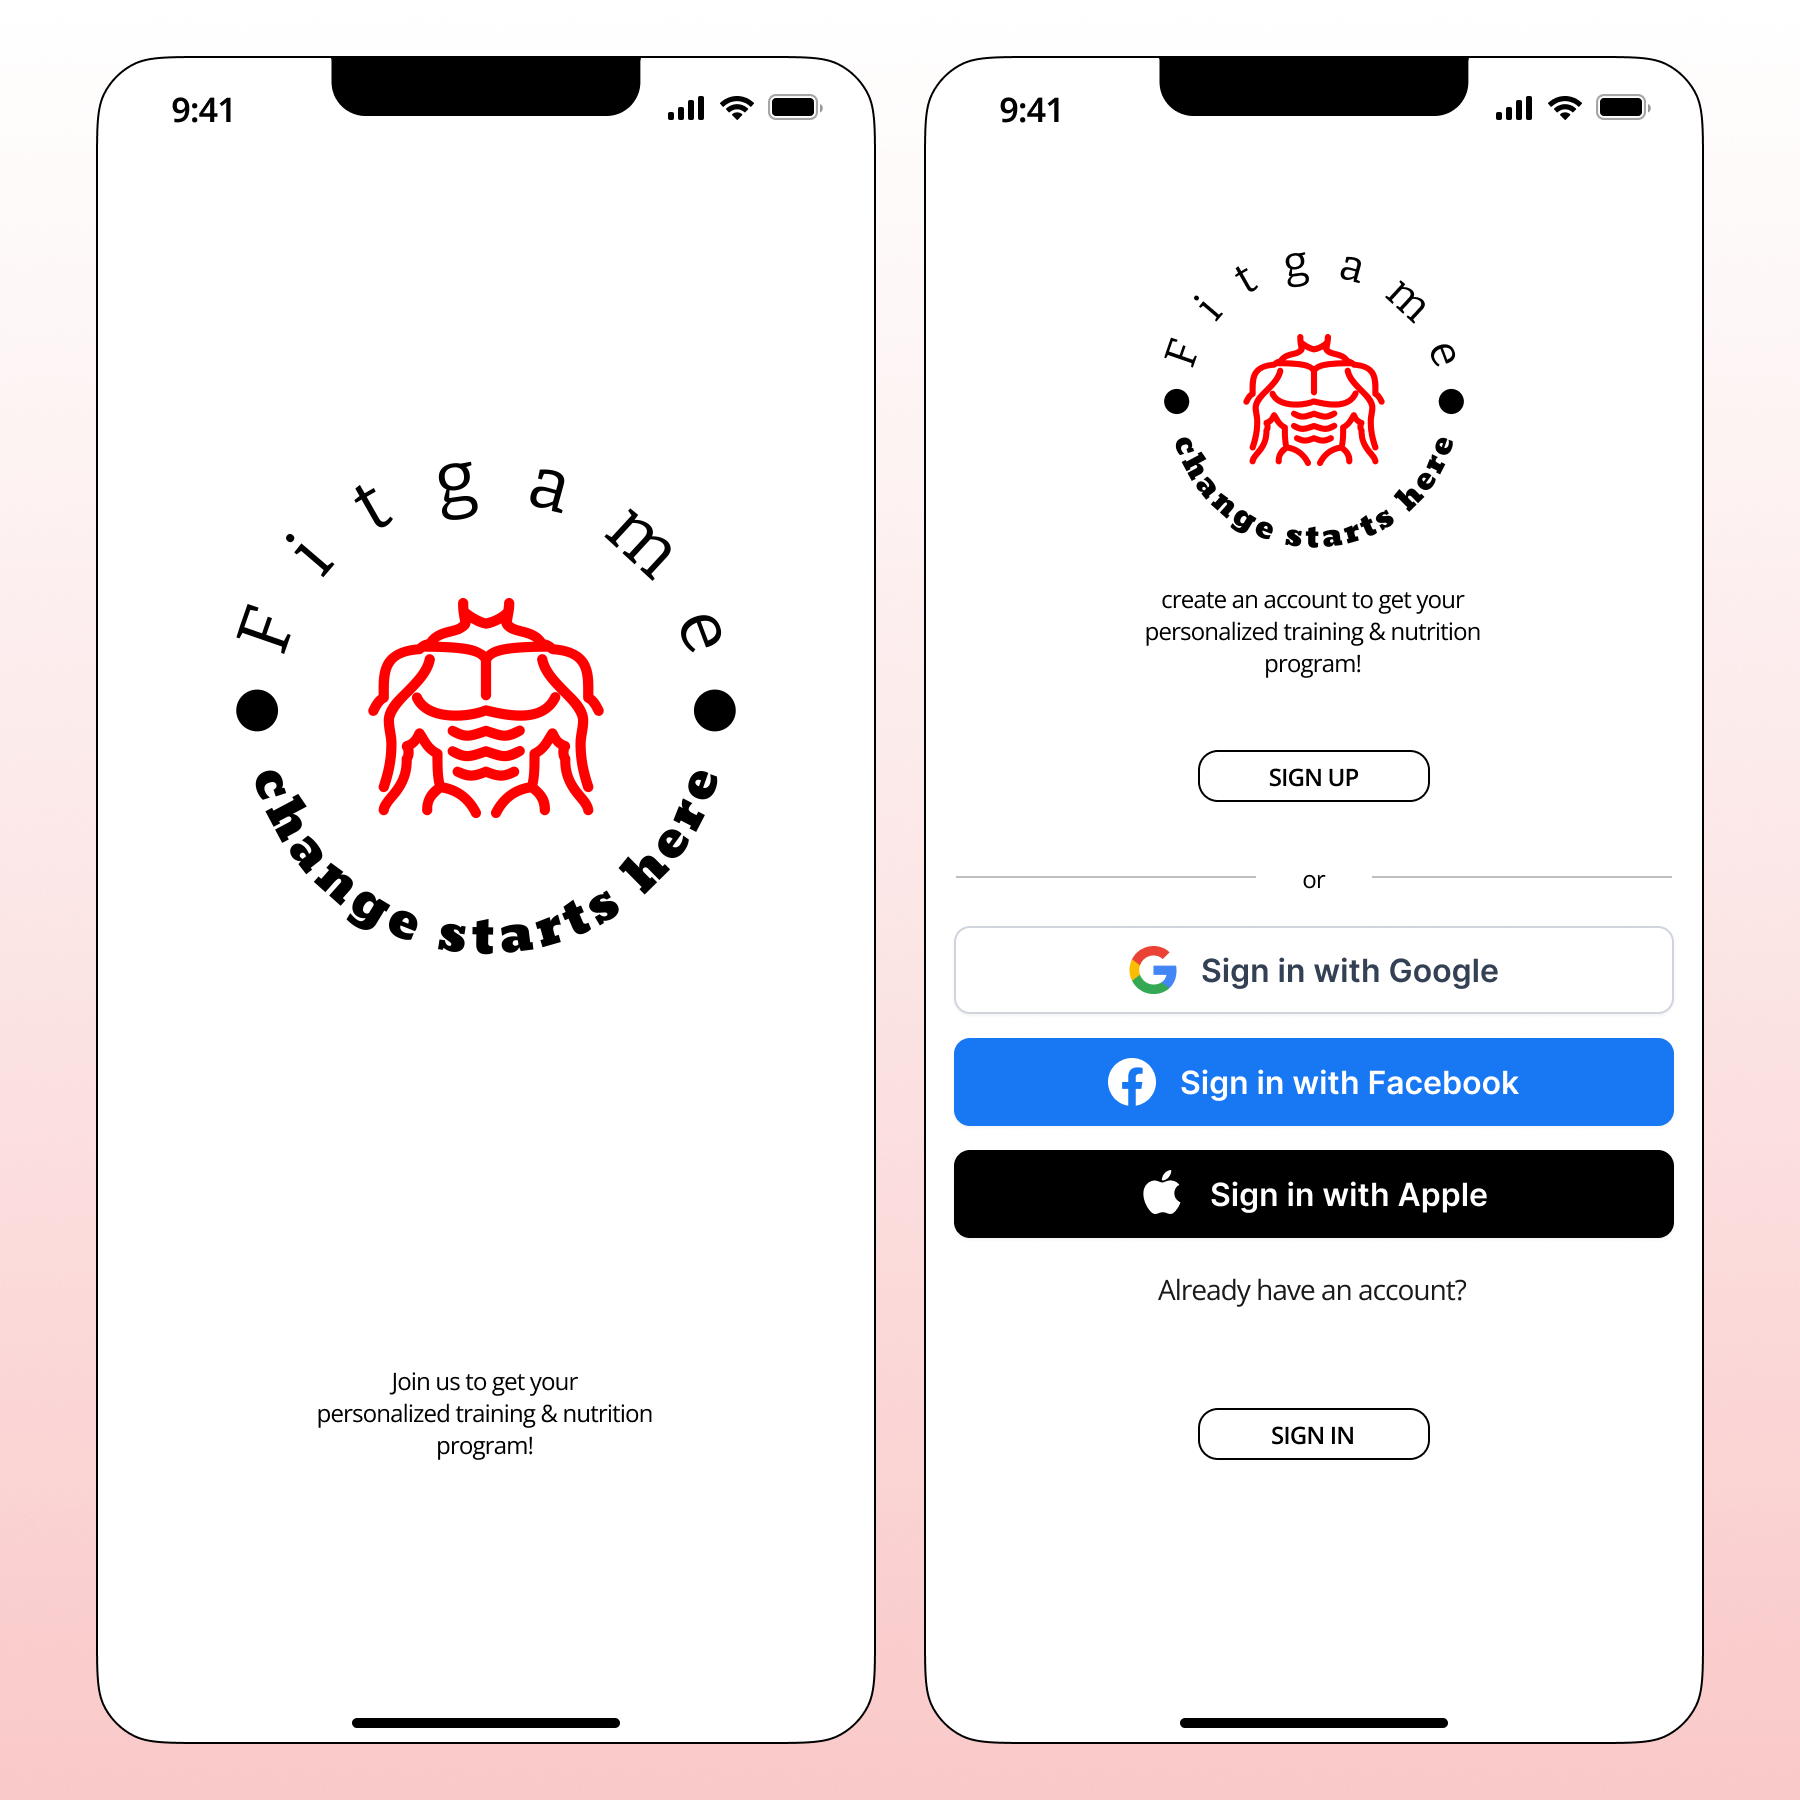 9:41
Fitgame
change starts here
Join us to get your
personalized training & nutrition
program!
9:41
Fitgame
change starts here
create an account to get your
personalized training & nutrition
program!
SIGN UP
or
Sign in with Google
Sign in with Facebook
Sign in with Apple
Already have an account?
SIGN IN